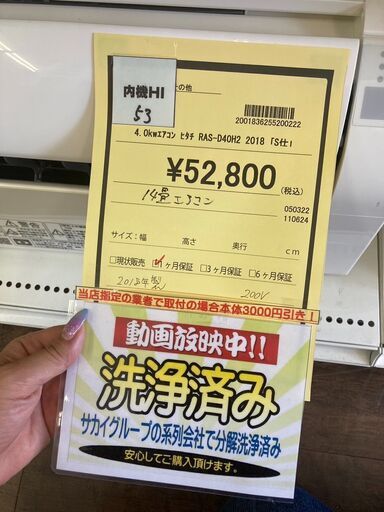 内機HI
53
その他
2001836255200222
4.0kwエアコン ヒタチ RAS-D40H2 2018 「S仕」
¥52,800 (税込)
050322
110624
14畳エアコン
サイズ:幅 高さ 奥行 cm
□現状販売 □1ヶ月保証 □3ヶ月保証 □6ヶ月保証
2018年製 200V
当店指定の業者で取付の場合本体3000円引き!
動画放映中!!
洗浄済み
サカイグループの系列会社で分解洗浄済み
安心してご購入頂けます。